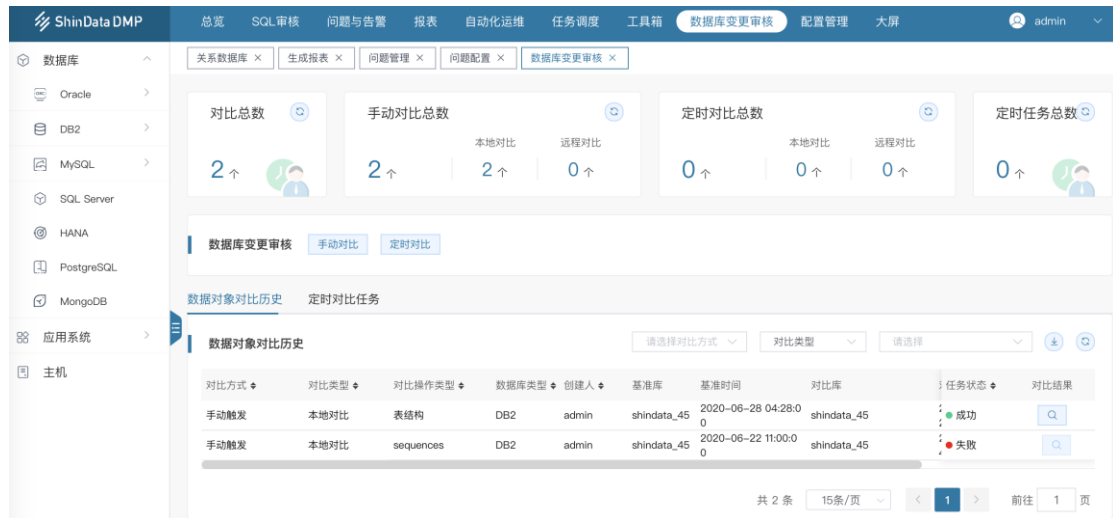 ShinData DMP 总览 SQL审核 问题与告警 报表 自动化运维 任务调度 工具箱 数据库变更审核 配置管理 大屏 admin
数据库
Oracle
DB2
MySQL
SQL Server
HANA
PostgreSQL
MongoDB
应用系统
主机
关系数据库 × 生成报表 × 问题管理 × 问题配置 × 数据库变更审核 ×
对比总数 手动对比总数 定时对比总数 定时任务总数
本地对比 远程对比 本地对比 远程对比
2 个 2 个 2 个 0 个 0 个 0 个 0 个 0 个
数据库变更审核 手动对比 定时对比
数据对象对比历史 定时对比任务
数据对象对比历史 请选择对比方式 对比类型 请选择
对比方式 对比类型 对比操作类型 数据库类型 创建人 基准库 基准时间 对比库 任务状态 对比结果
手动触发 本地对比 表结构 DB2 admin shindata_45 2020-06-28 04:28:0 shindata_45 成功
0
手动触发 本地对比 sequences DB2 admin shindata_45 2020-06-22 11:00:0 shindata_45 失败
0
共 2 条 15条/页 < 1 > 前往 1 页